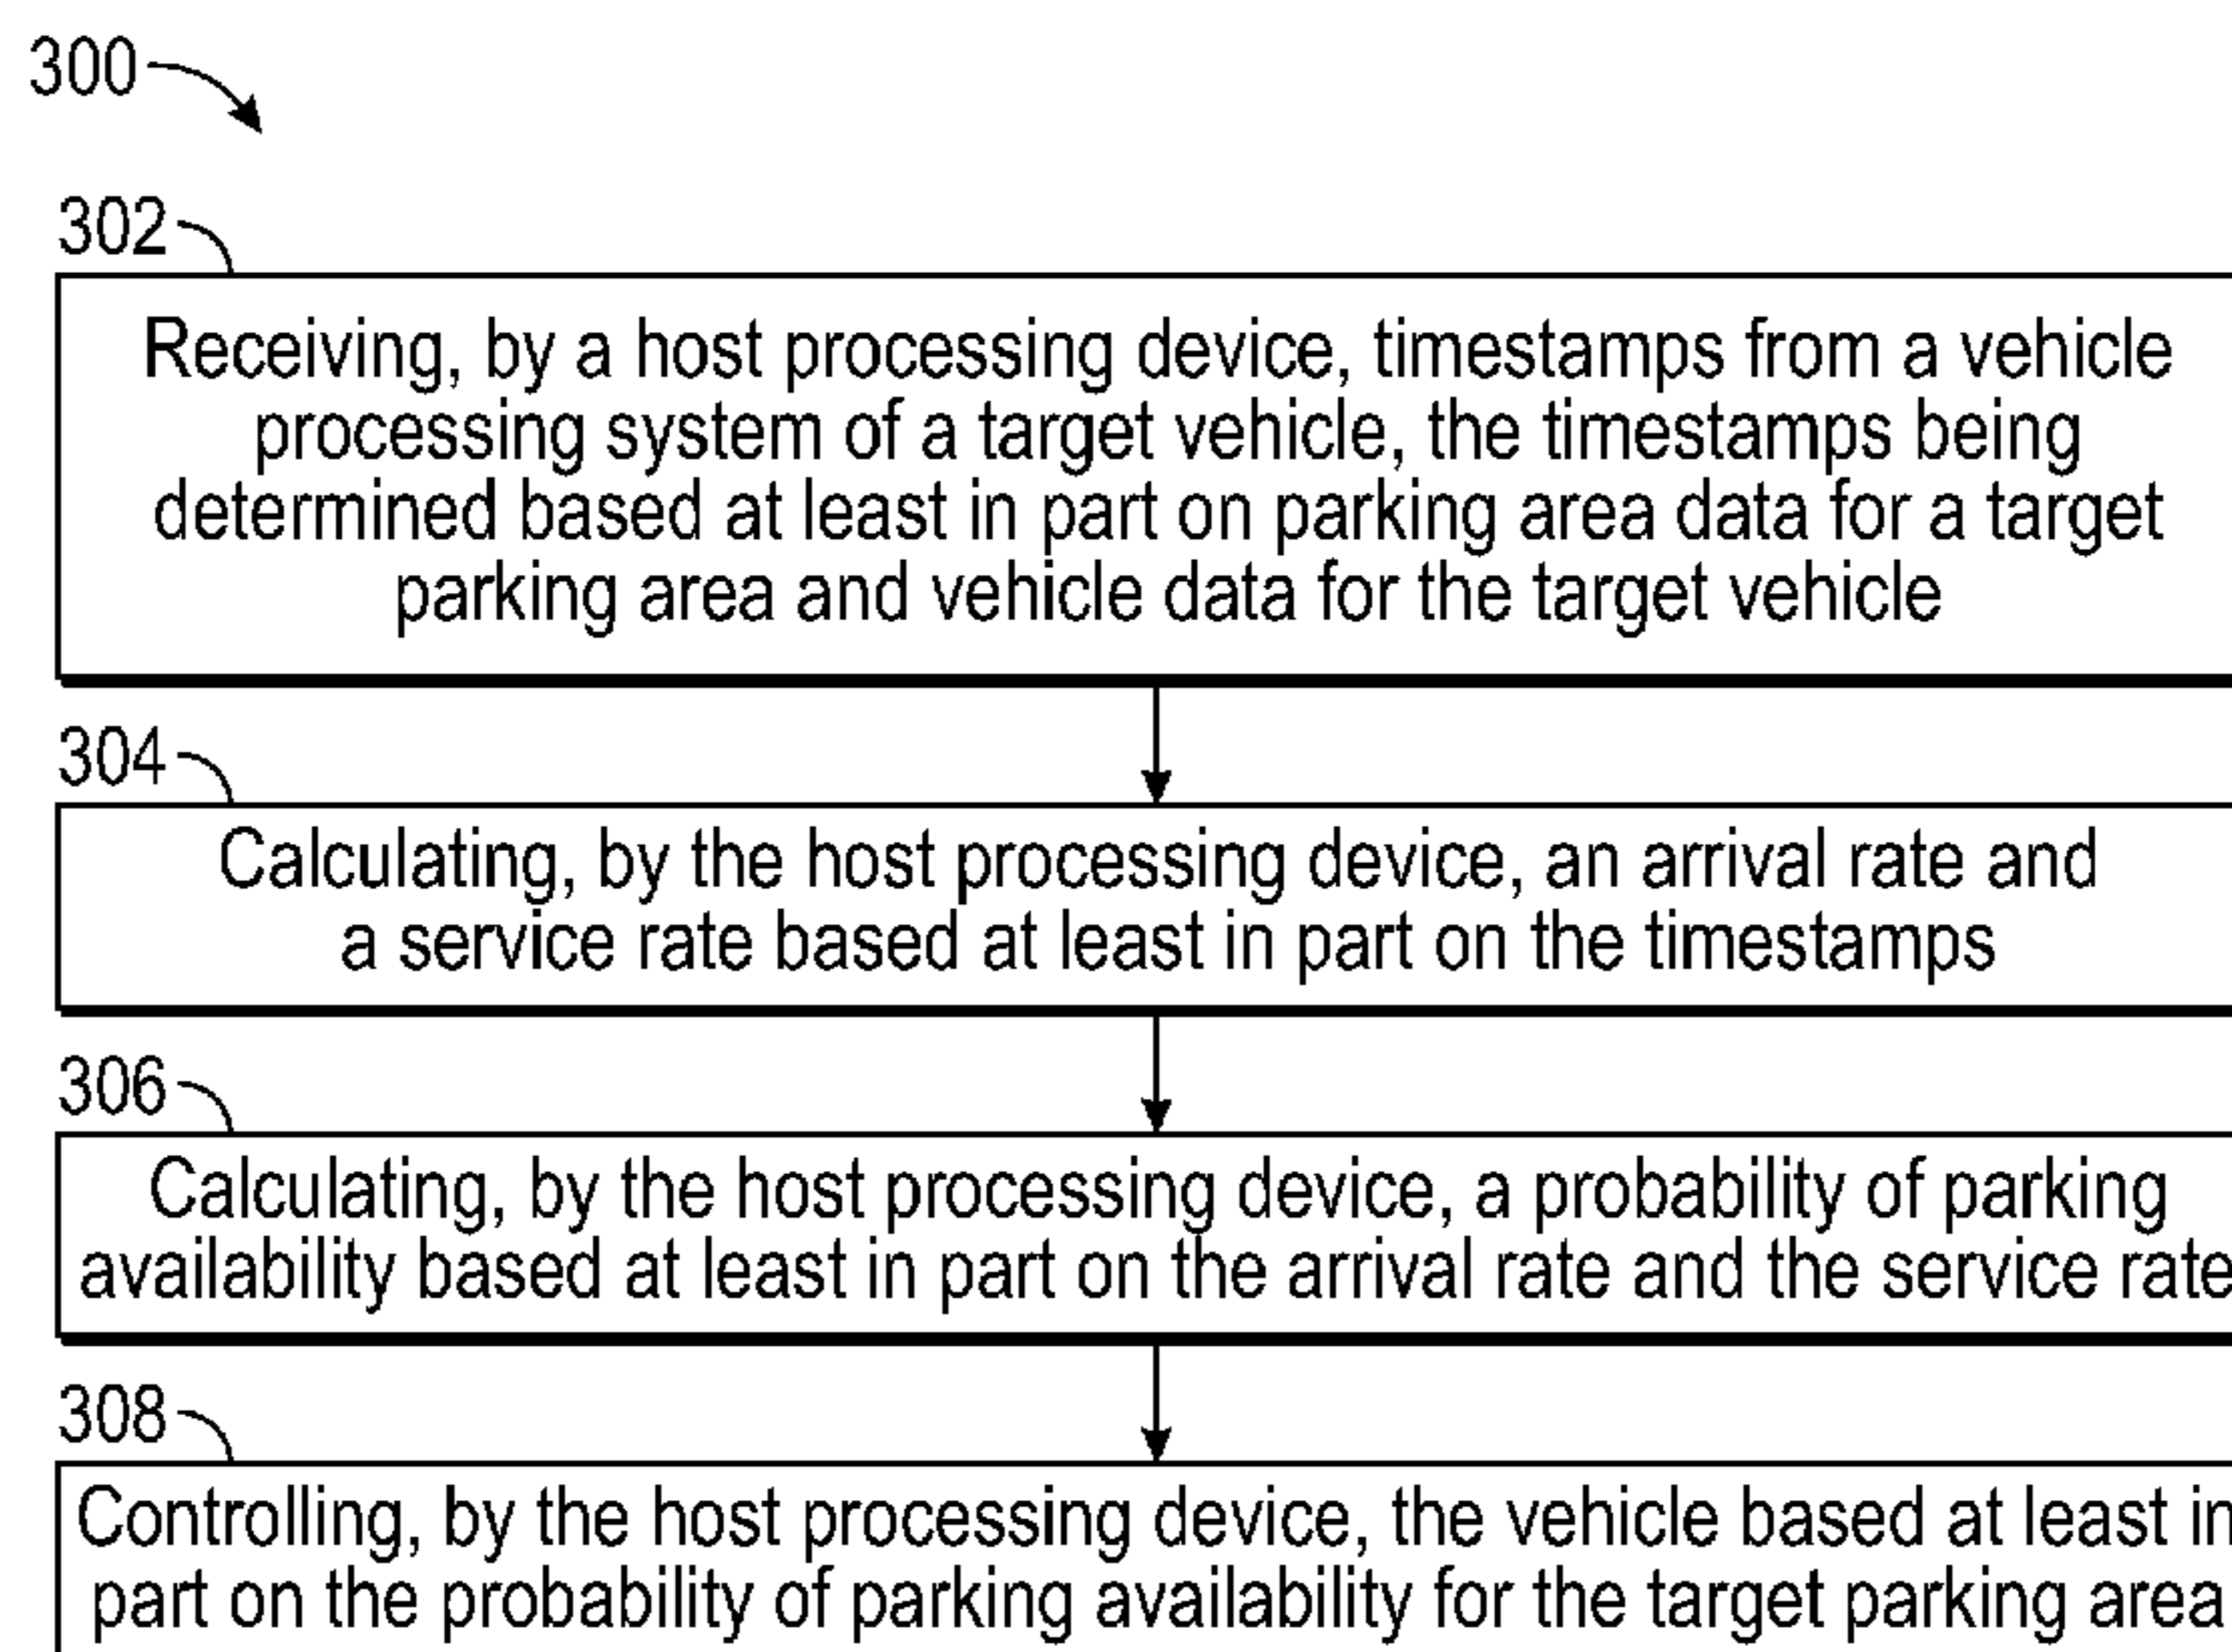 300
302
Receiving, by a host processing device, timestamps from a vehicle
processing system of a target vehicle, the timestamps being
determined based at least in part on parking area data for a target
parking area and vehicle data for the target vehicle
304
Calculating, by the host processing device, an arrival rate and
a service rate based at least in part on the timestamps
306
Calculating, by the host processing device, a probability of parking
availability based at least in part on the arrival rate and the service rate
308
Controlling, by the host processing device, the vehicle based at least in
part on the probability of parking availability for the target parking area